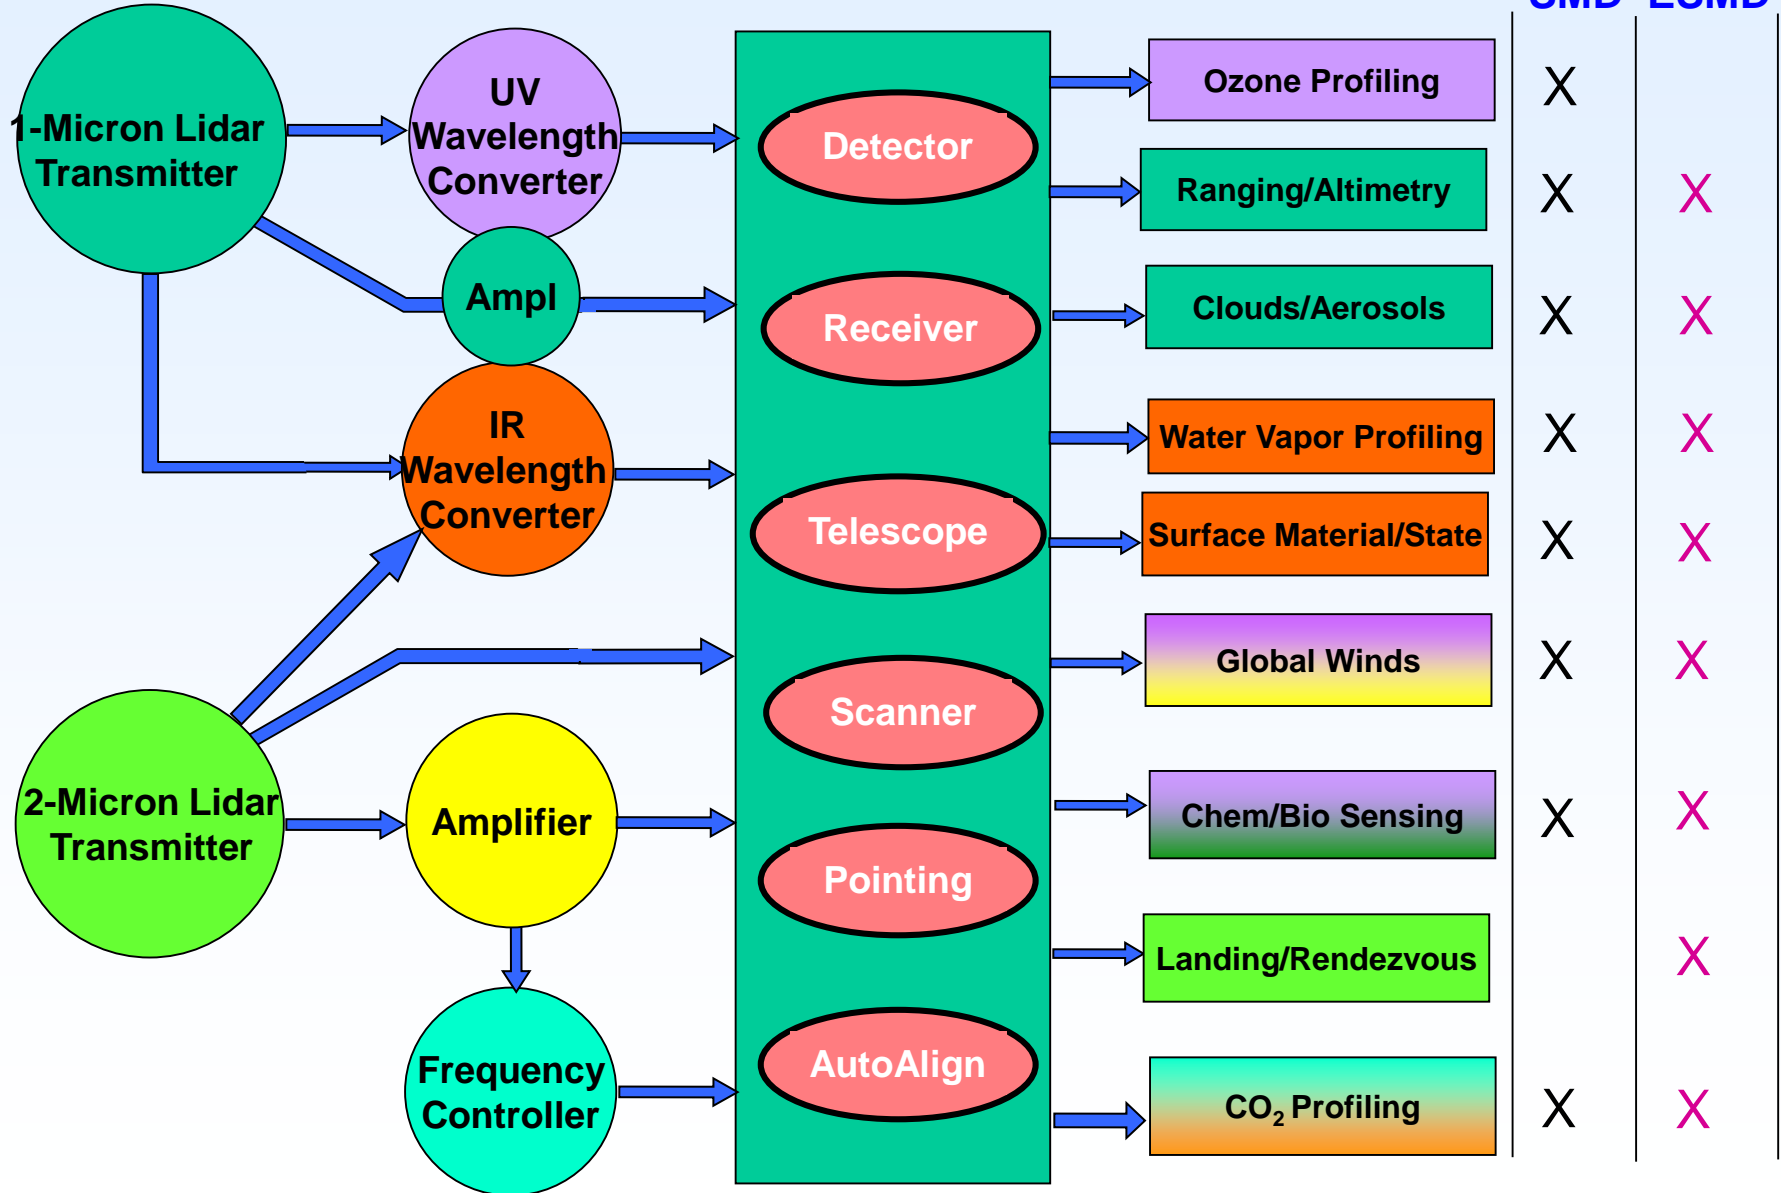 SMD ESMD
1-Micron Lidar
Transmitter
UV
Wavelength
Converter
Ampl
IR
Wavelength
Converter
2-Micron Lidar
Transmitter
Amplifier
Frequency
Controller
Detector
Receiver
Telescope
Scanner
Pointing
AutoAlign
Ozone Profiling X
Ranging/Altimetry X X
Clouds/Aerosols X X
Water Vapor Profiling X X
Surface Material/State X X
Global Winds X X
Chem/Bio Sensing X X
Landing/Rendezvous X
CO₂ Profiling X X